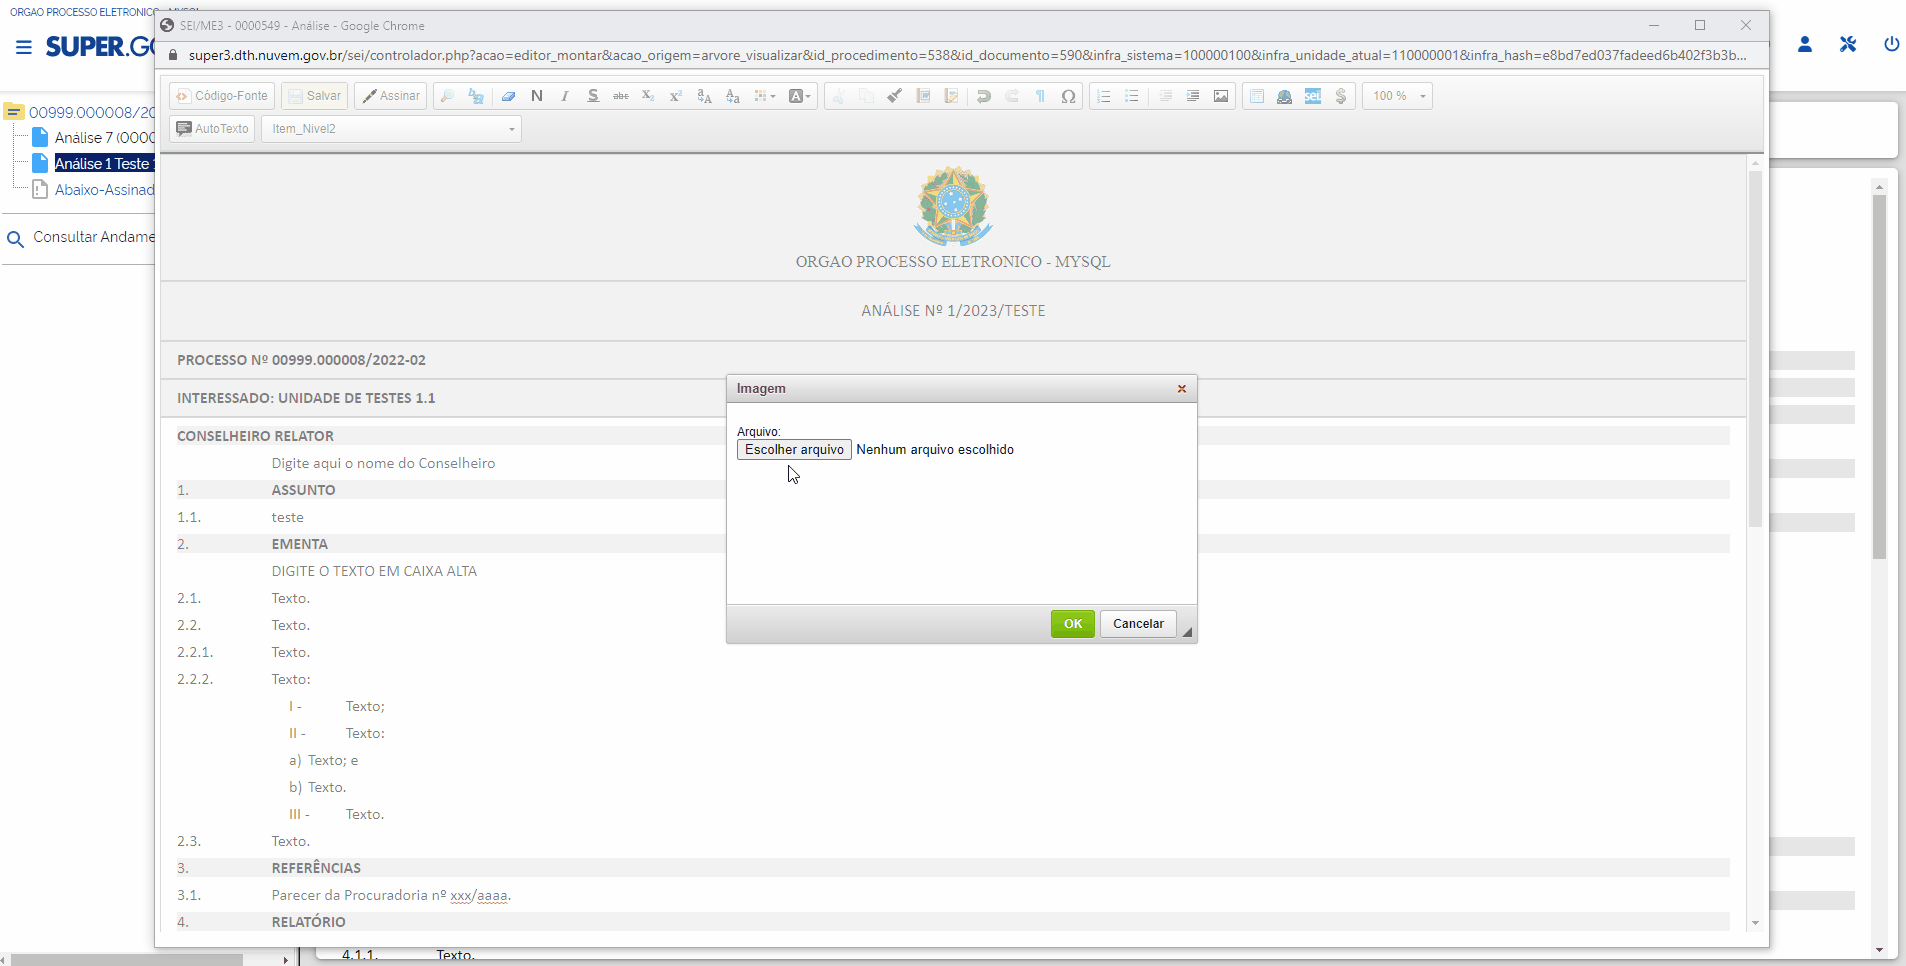 ORGAO PROCESSO ELETRONICO - MYSQL
SUPER.GO
00999.000008/20
Análise 7 (0000
Análise 1 Teste
Abaixo-Assinad
Consultar Andame
SEI/ME3 - 0000549 - Análise - Google Chrome
super3.dth.nuvem.gov.br/sei/controlador.php?acao=editor_montar&acao_origem=arvore_visualizar&id_procedimento=538&id_documento=590&infra_sistema=100000100&infra_unidade_atual=110000001&infra_hash=e8bd7ed037fadeed6b402f3b3b...
Código-Fonte Salvar Assinar N I S abc X₂ X² 100 %
AutoTexto Item_Nivel2
ORGAO PROCESSO ELETRONICO - MYSQL
ANÁLISE Nº 1/2023/TESTE
PROCESSO Nº 00999.000008/2022-02
INTERESSADO: UNIDADE DE TESTES 1.1
CONSELHEIRO RELATOR
Digite aqui o nome do Conselheiro
1. ASSUNTO
1.1. teste
2. EMENTA
DIGITE O TEXTO EM CAIXA ALTA
2.1. Texto.
2.2. Texto.
2.2.1. Texto.
2.2.2. Texto:
I - Texto;
II - Texto:
a) Texto; e
b) Texto.
III - Texto.
2.3. Texto.
3. REFERÊNCIAS
3.1. Parecer da Procuradoria nº xxx/aaaa.
4. RELATÓRIO
Imagem
Arquivo:
Escolher arquivo Nenhum arquivo escolhido
OK Cancelar
4.1.1. Texto.